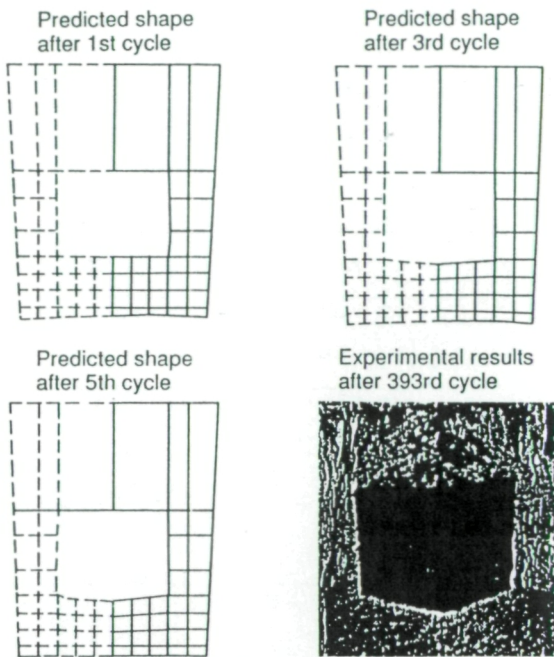 Predicted shape
after 1st cycle
Predicted shape
after 3rd cycle
Predicted shape
after 5th cycle
Experimental results
after 393rd cycle